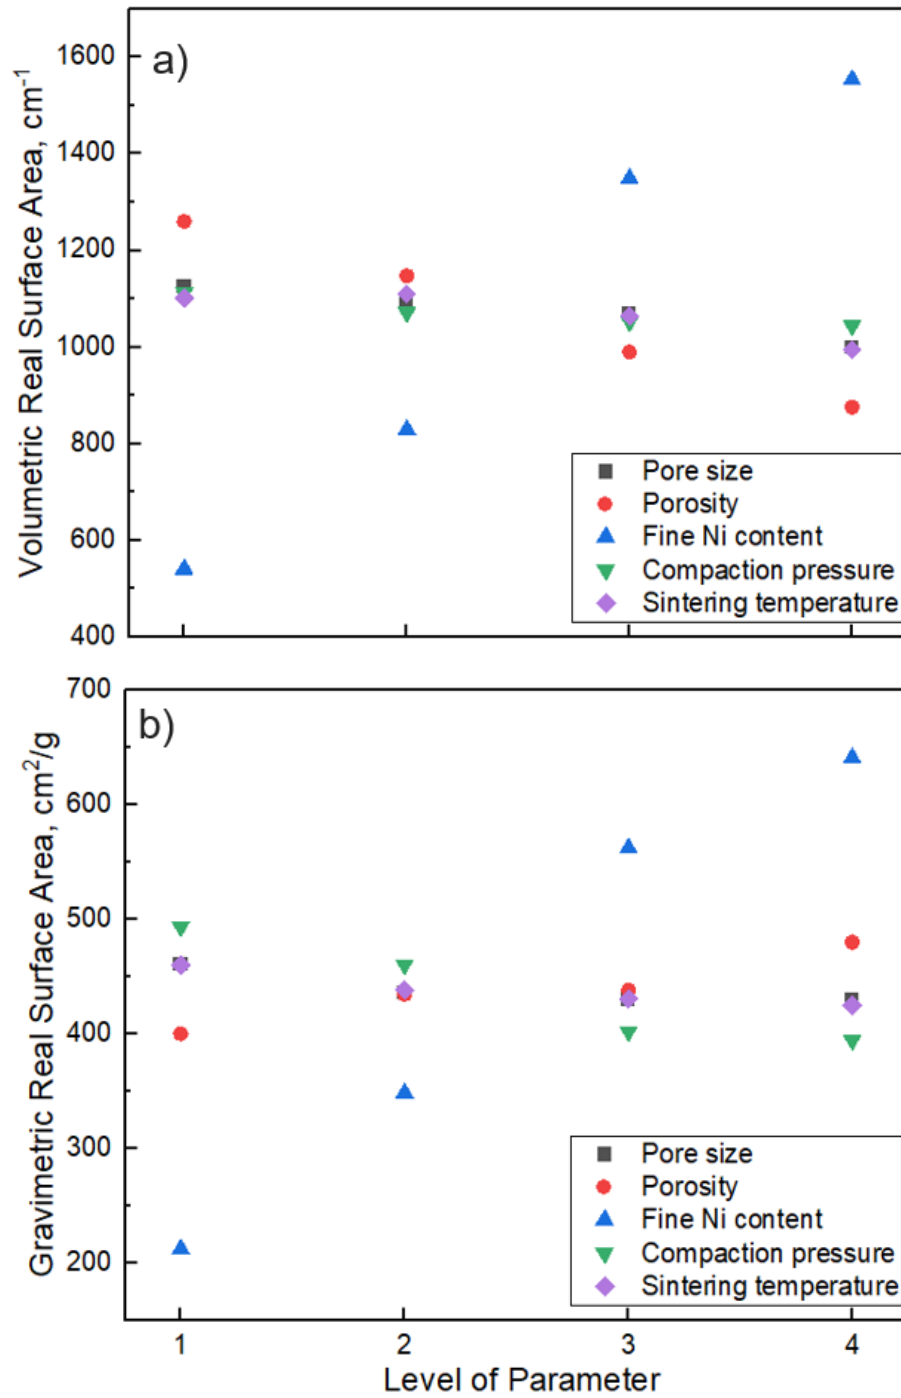 a)
Volumetric Real Surface Area, cm⁻¹
1600
1400
1200
1000
800
600
400
Pore size
Porosity
Fine Ni content
Compaction pressure
Sintering temperature
b)
Gravimetric Real Surface Area, cm²/g
700
600
500
400
300
200
Pore size
Porosity
Fine Ni content
Compaction pressure
Sintering temperature
1 2 3 4
Level of Parameter